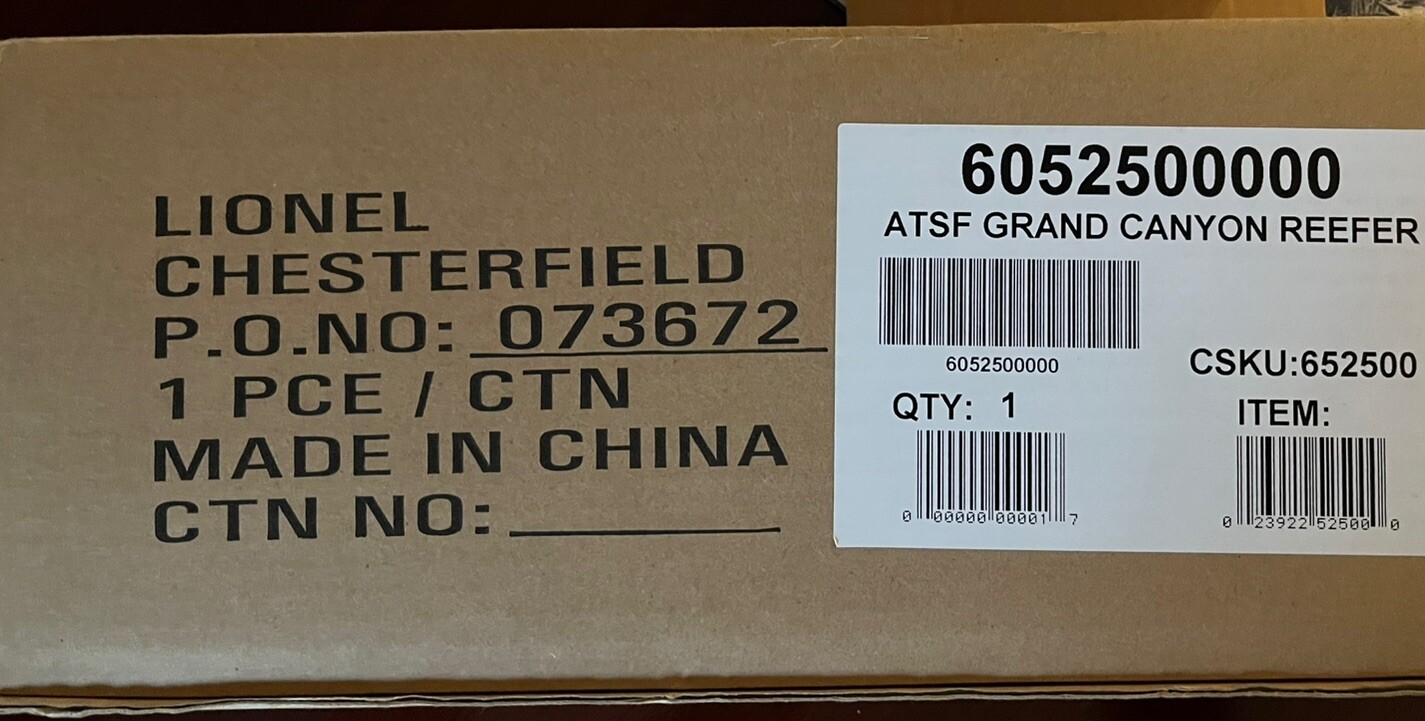 LIONEL
CHESTERFIELD
P.O.NO: 073672
1 PCE / CTN
MADE IN CHINA
CTN NO:
6052500000
ATSF GRAND CANYON REEFER
6052500000
CSKU:652500
QTY: 1
ITEM:
0 00000 00001 7
0 23922 52500 0